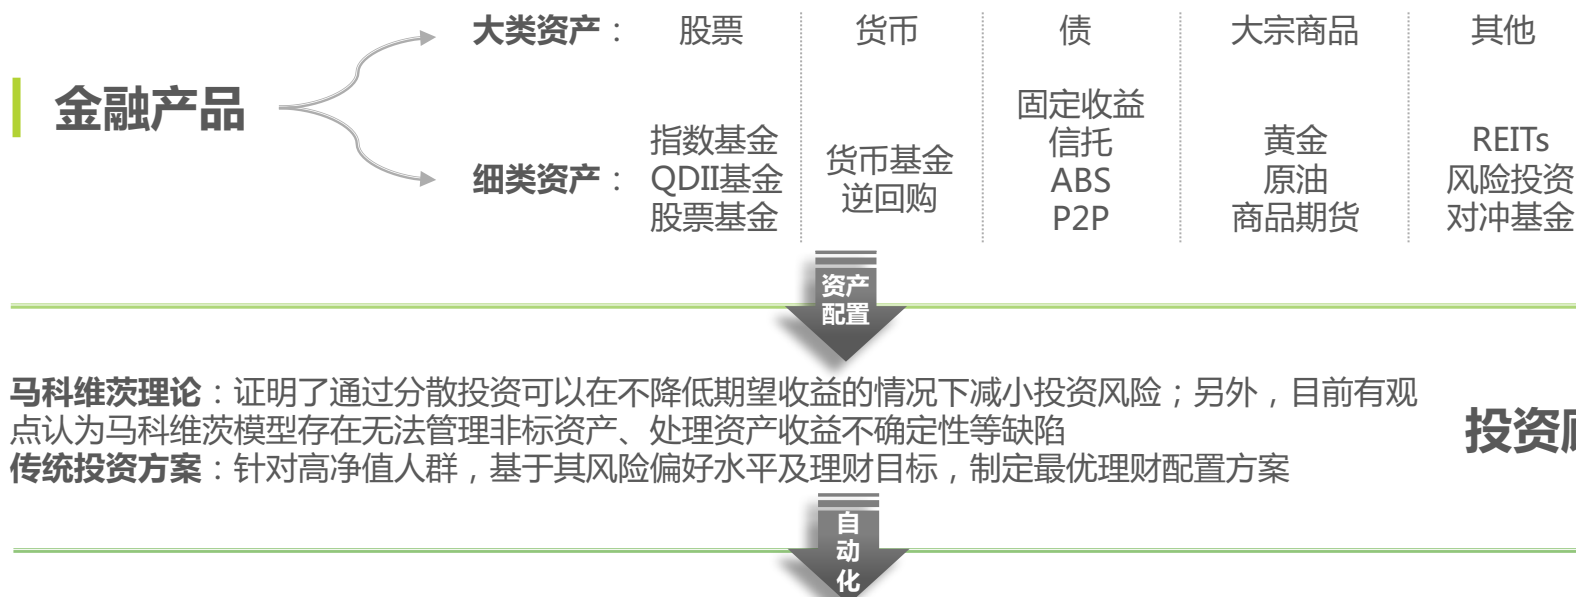 大类资产： 股票 货币 债 大宗商品 其他
金融产品
细类资产：
指数基金
QDII基金
股票基金
货币基金
逆回购
固定收益
信托
ABS
P2P
黄金
原油
商品期货
REITs
风险投资
对冲基金
资产
配置
马科维茨理论：证明了通过分散投资可以在不降低期望收益的情况下减小投资风险；另外，目前有观
点认为马科维茨模型存在无法管理非标资产、处理资产收益不确定性等缺陷
传统投资方案：针对高净值人群，基于其风险偏好水平及理财目标，制定最优理财配置方案
投资
自
动
化